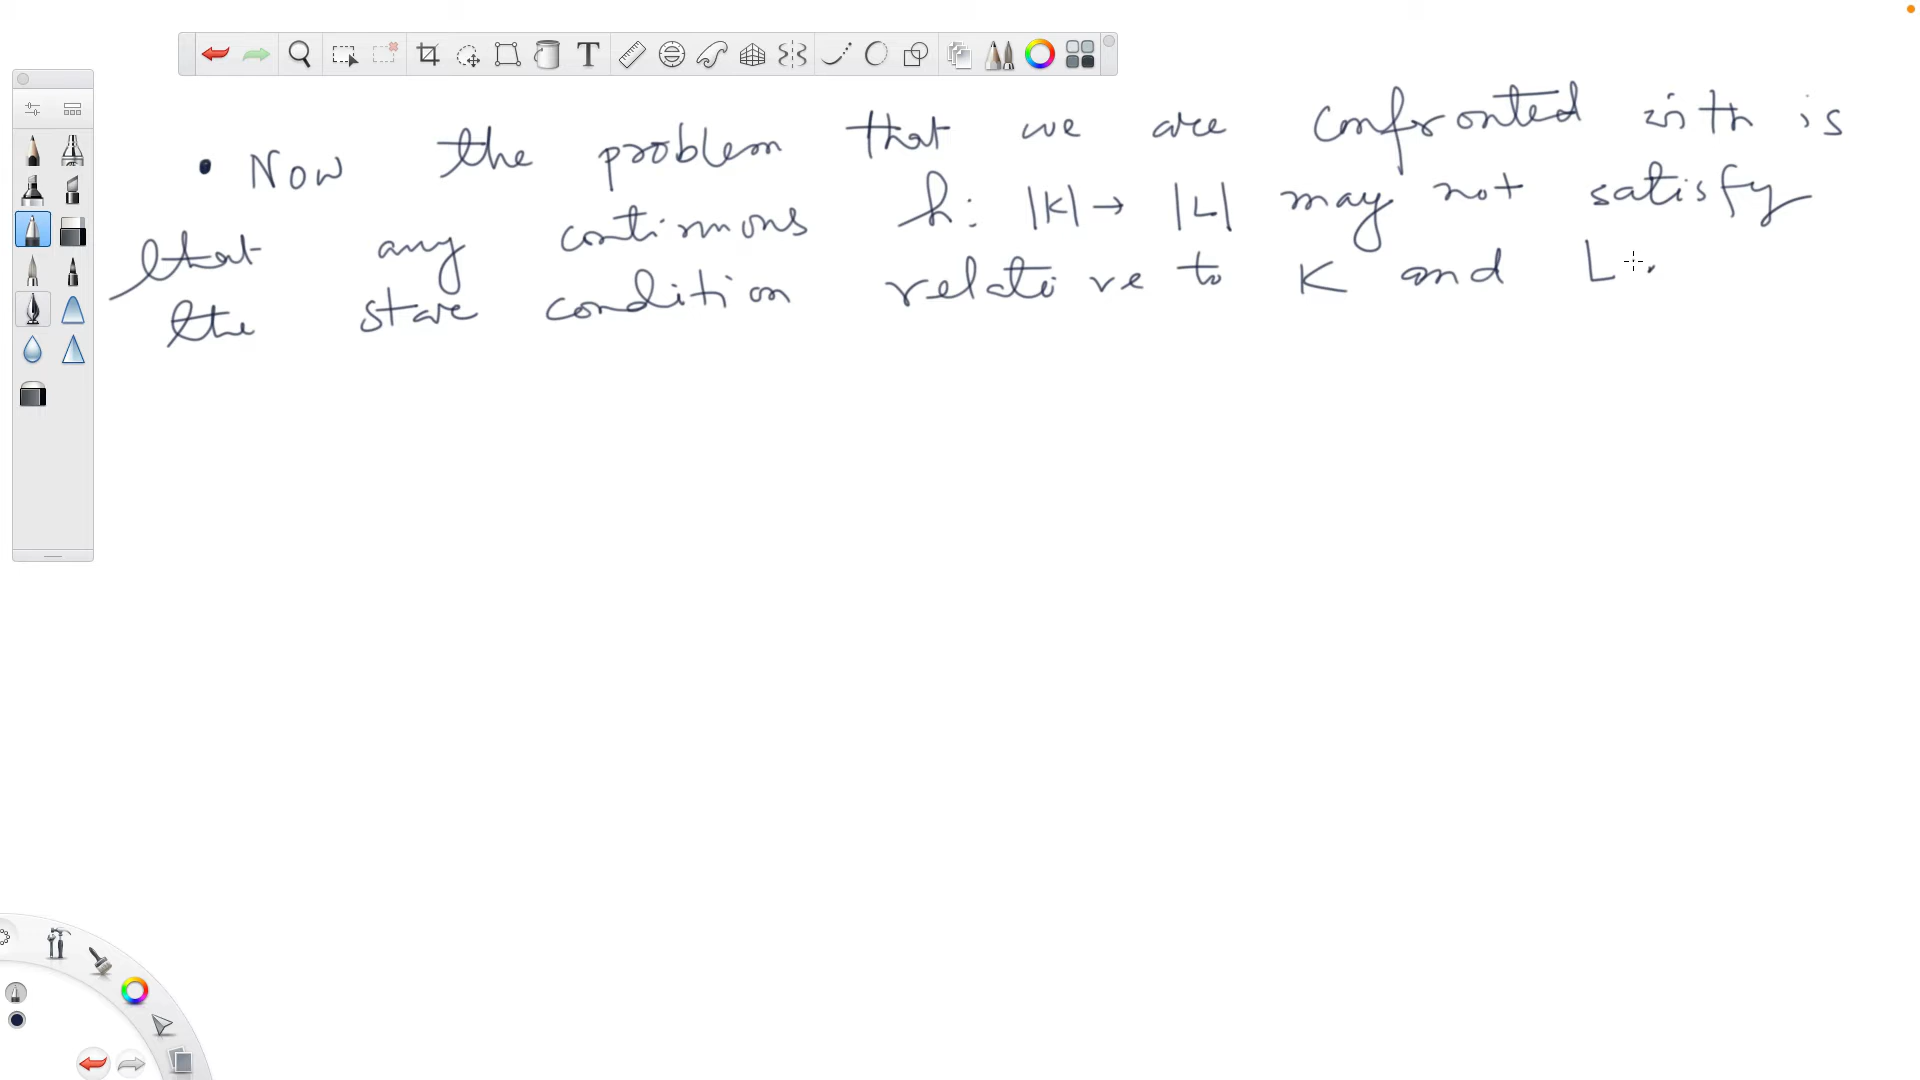 • Now the problem that we are confronted with is
that any continuous h: |K| → |L| may not satisfy
the stare condition relative to K and L.